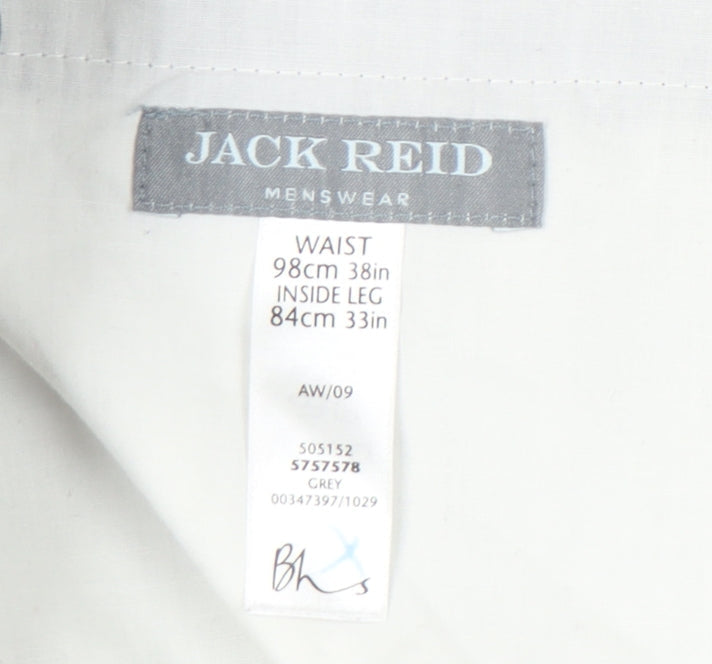 JACK REID
MENSWEAR
WAIST
98cm 38in
INSIDE LEG
84cm 33in
AW/09
505152
5757578
GREY
00347397/1029
Bhs